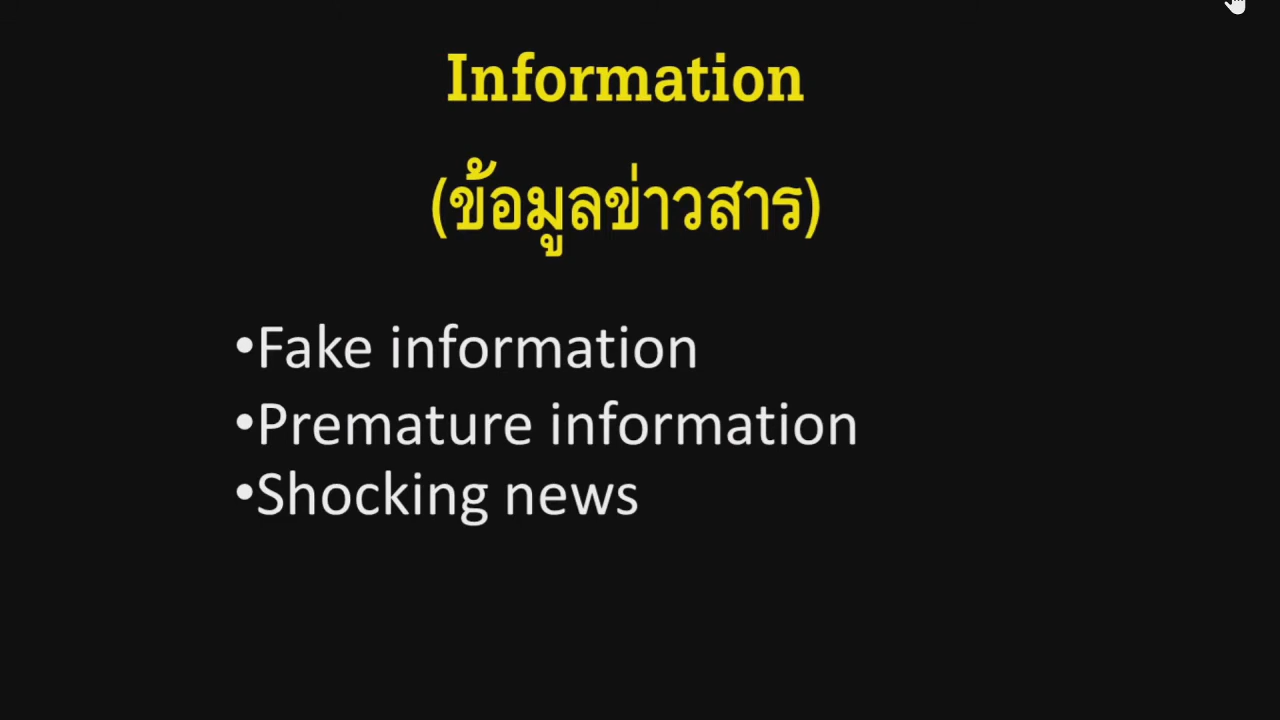 Information
(ข้อมูลข่าวสาร)
•Fake information
•Premature information
•Shocking news